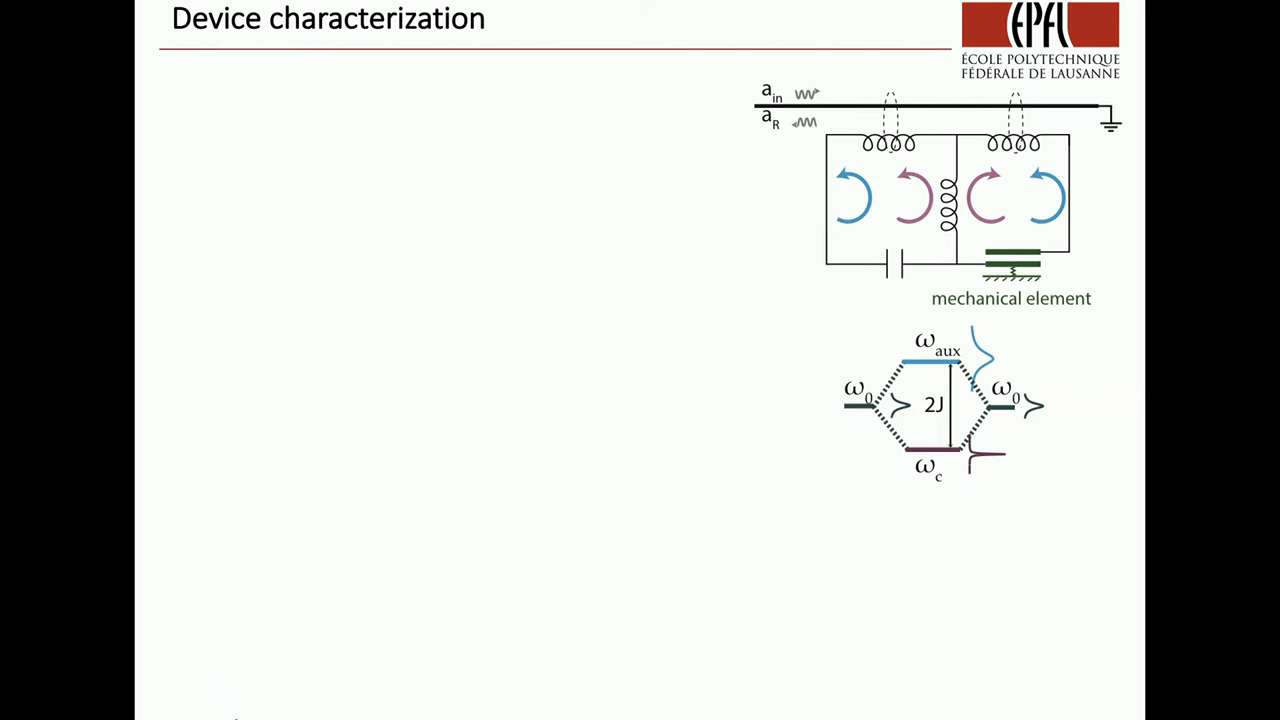 Device characterization
EPFL
ÉCOLE POLYTECHNIQUE
FÉDÉRALE DE LAUSANNE
a_in
a_R
mechanical element
ω_aux
ω_0
2J
ω_0
ω_c